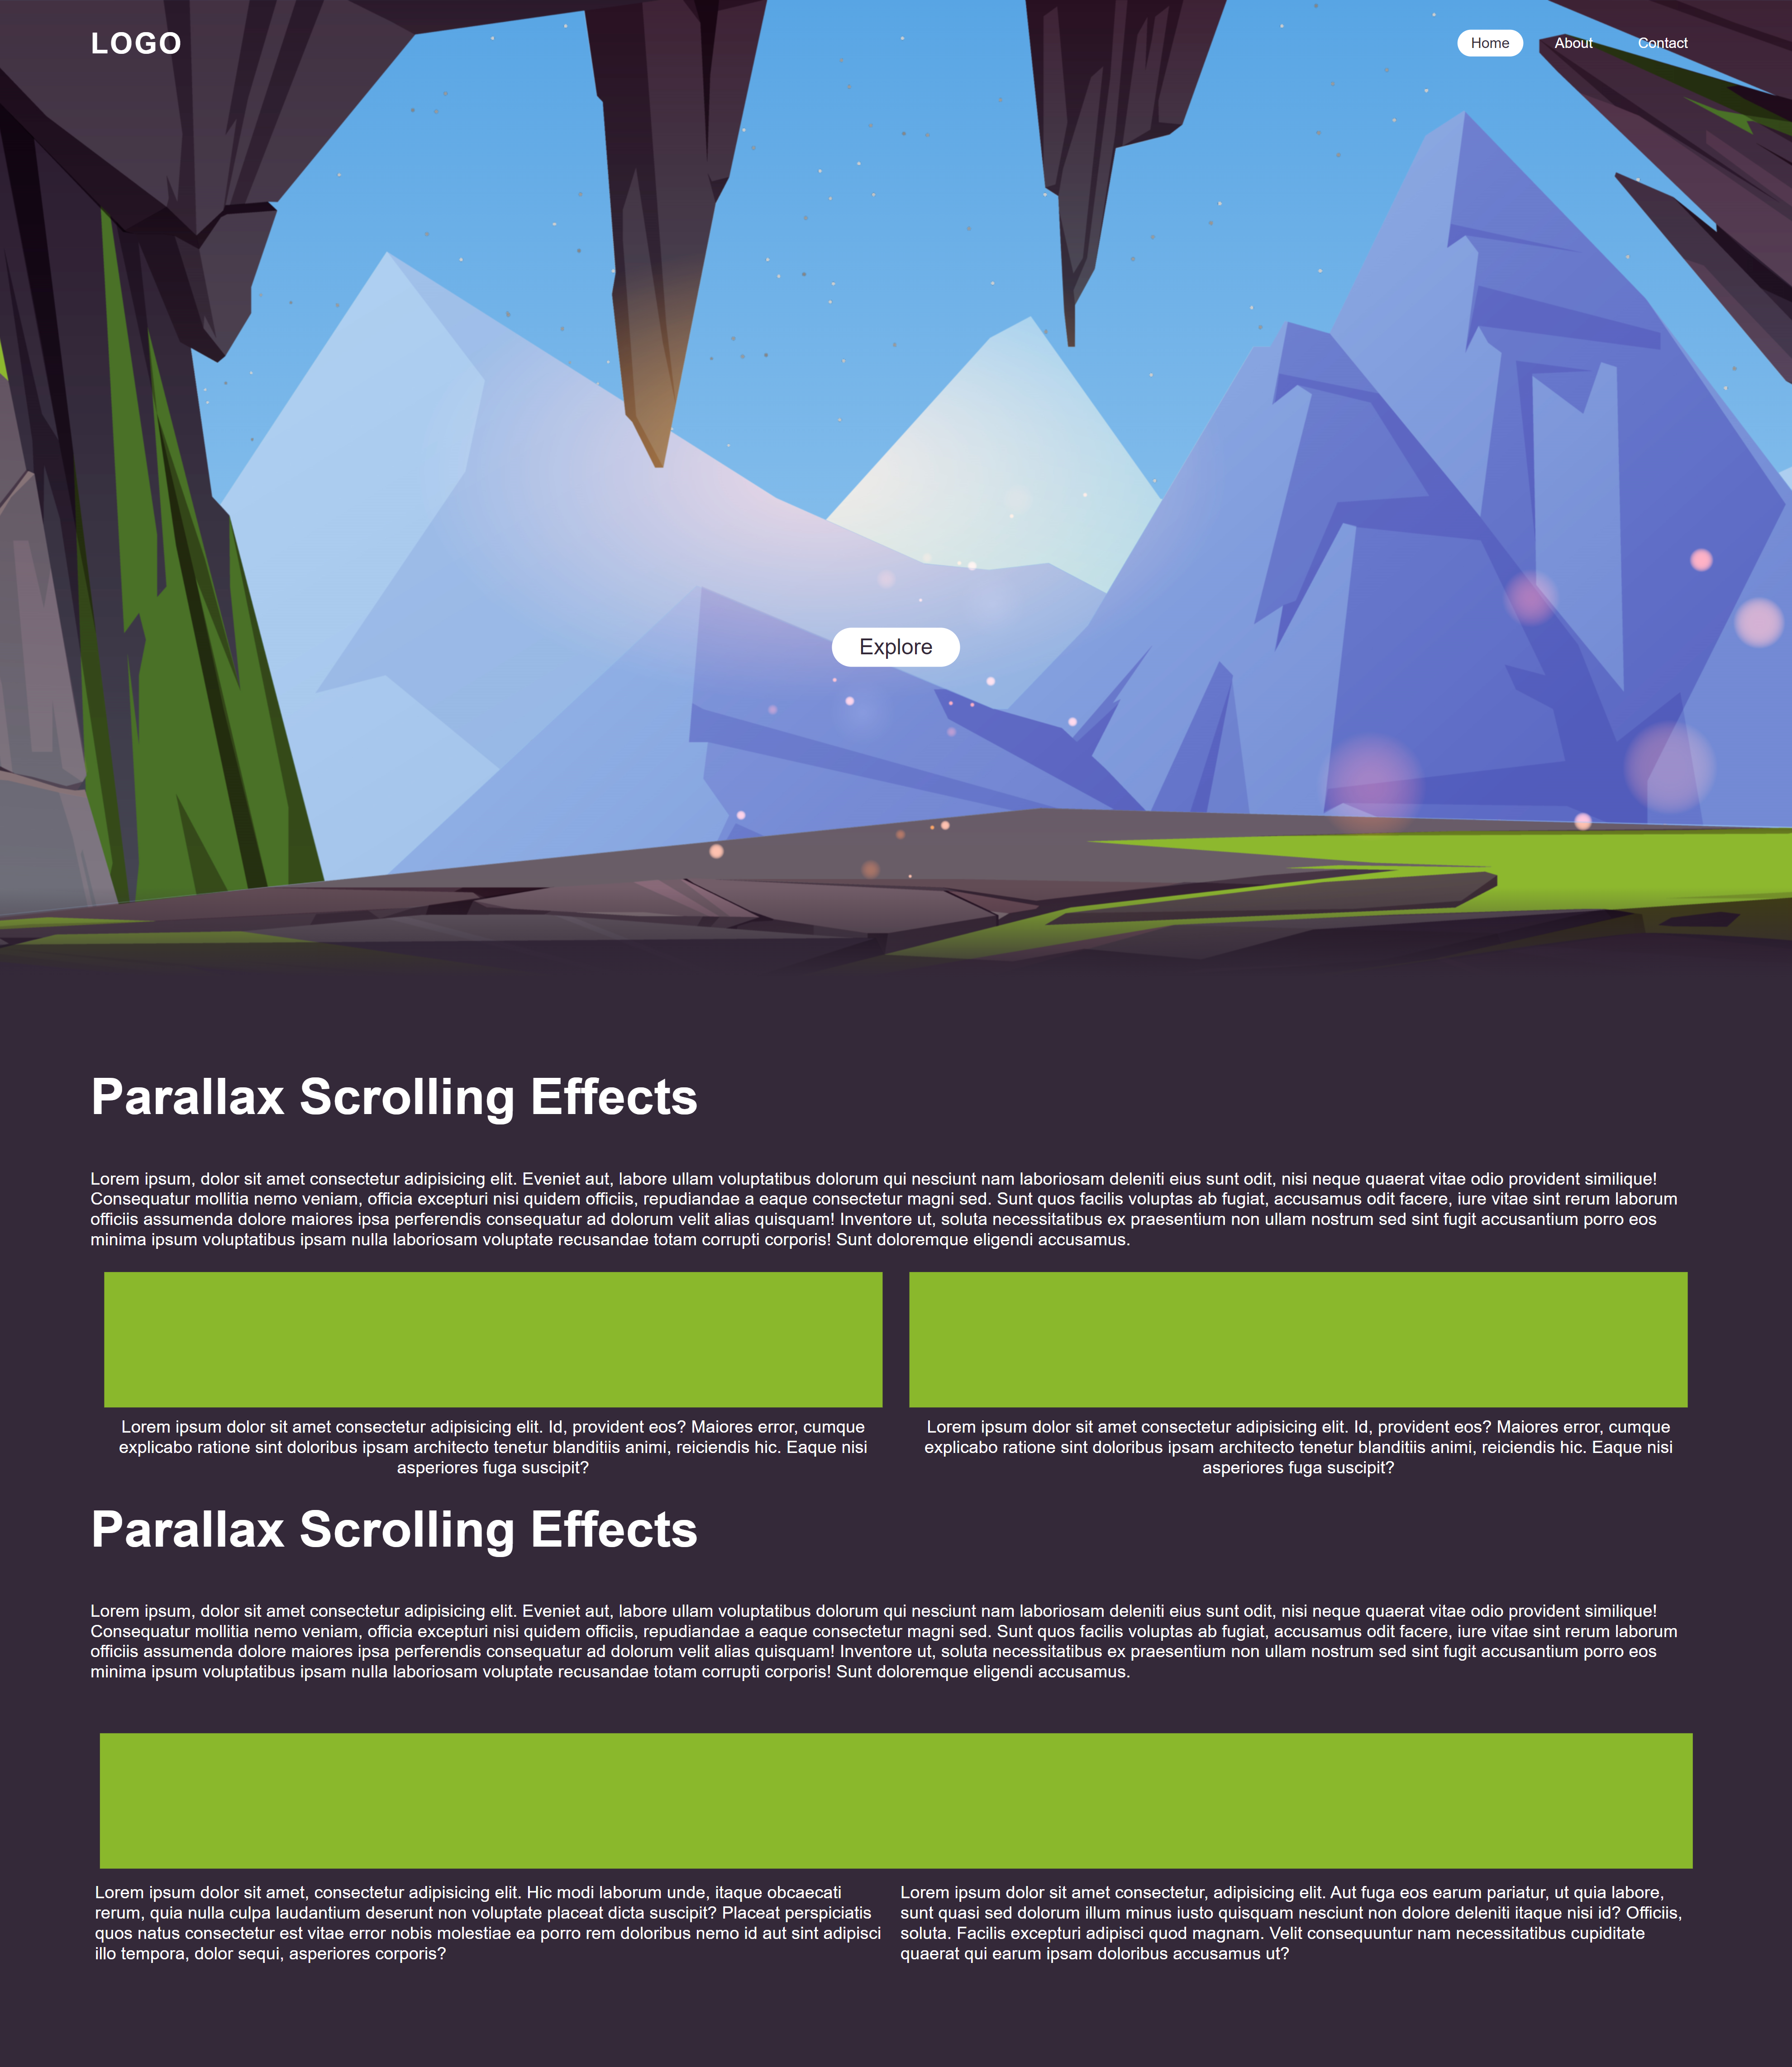 LOGO
Home
About
Contact
Explore
Parallax Scrolling Effects
Lorem ipsum, dolor sit amet consectetur adipisicing elit. Eveniet aut, labore ullam voluptatibus dolorum qui nesciunt nam laboriosam deleniti eius sunt odit, nisi neque quaerat vitae odio provident similique!
Consequatur mollitia nemo veniam, officia excepturi nisi quidem officiis, repudiandae a eaque consectetur magni sed. Sunt quos facilis voluptas ab fugiat, accusamus odit facere, iure vitae sint rerum laborum
officiis assumenda dolore maiores ipsa perferendis consequatur ad dolorum velit alias quisquam! Inventore ut, soluta necessitatibus ex praesentium non ullam nostrum sed sint fugit accusantium porro eos
minima ipsum voluptatibus ipsam nulla laboriosam voluptate recusandae totam corrupti corporis! Sunt doloremque eligendi accusamus.
Lorem ipsum dolor sit amet consectetur adipisicing elit. Id, provident eos? Maiores error, cumque
explicabo ratione sint doloribus ipsam architecto tenetur blanditiis animi, reiciendis hic. Eaque nisi
asperiores fuga suscipit?
Lorem ipsum dolor sit amet consectetur adipisicing elit. Id, provident eos? Maiores error, cumque
explicabo ratione sint doloribus ipsam architecto tenetur blanditiis animi, reiciendis hic. Eaque nisi
asperiores fuga suscipit?
Parallax Scrolling Effects
Lorem ipsum, dolor sit amet consectetur adipisicing elit. Eveniet aut, labore ullam voluptatibus dolorum qui nesciunt nam laboriosam deleniti eius sunt odit, nisi neque quaerat vitae odio provident similique!
Consequatur mollitia nemo veniam, officia excepturi nisi quidem officiis, repudiandae a eaque consectetur magni sed. Sunt quos facilis voluptas ab fugiat, accusamus odit facere, iure vitae sint rerum laborum
officiis assumenda dolore maiores ipsa perferendis consequatur ad dolorum velit alias quisquam! Inventore ut, soluta necessitatibus ex praesentium non ullam nostrum sed sint fugit accusantium porro eos
minima ipsum voluptatibus ipsam nulla laboriosam voluptate recusandae totam corrupti corporis! Sunt doloremque eligendi accusamus.
Lorem ipsum dolor sit amet, consectetur adipisicing elit. Hic modi laborum unde, itaque obcaecati
rerum, quia nulla culpa laudantium deserunt non voluptate placeat dicta suscipit? Placeat perspiciatis
quos natus consectetur est vitae error nobis molestiae ea porro rem doloribus nemo id aut sint adipisci
illo tempora, dolor sequi, asperiores corporis?
Lorem ipsum dolor sit amet consectetur, adipisicing elit. Aut fuga eos earum pariatur, ut quia labore,
sunt quasi sed dolorum illum minus iusto quisquam nesciunt non dolore deleniti itaque nisi id? Officiis,
soluta. Facilis excepturi adipisci quod magnam. Velit consequuntur nam necessitatibus cupiditate
quaerat qui earum ipsam doloribus accusamus ut?